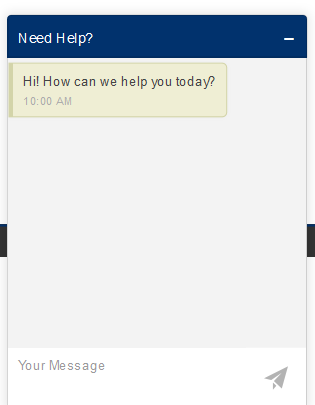 Need Help?
Hi! How can we help you today?
10:00 AM
Your Message